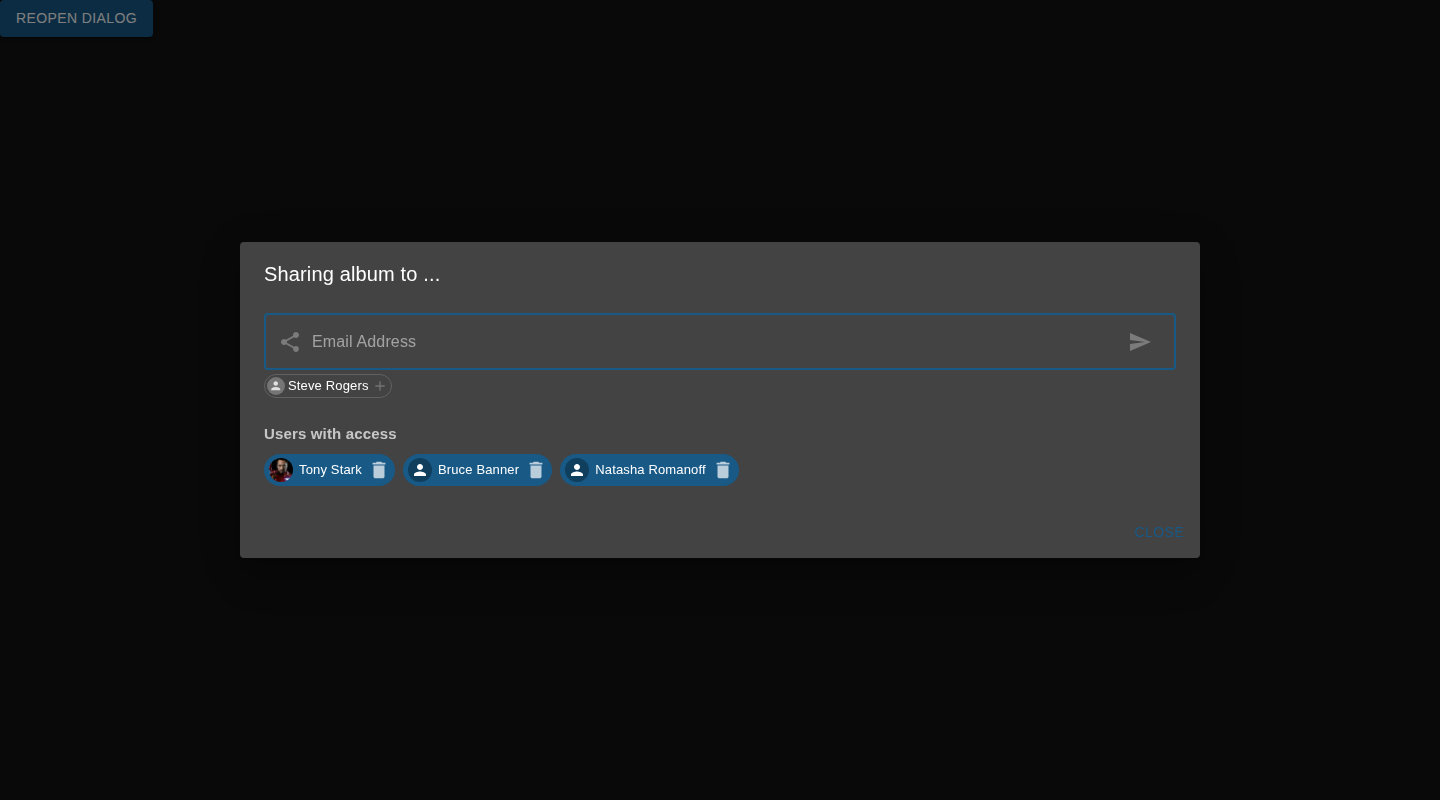 REOPEN DIALOG
Sharing album to ...
Email Address
Steve Rogers
Users with access
Tony Stark
Bruce Banner
Natasha Romanoff
CLOSE